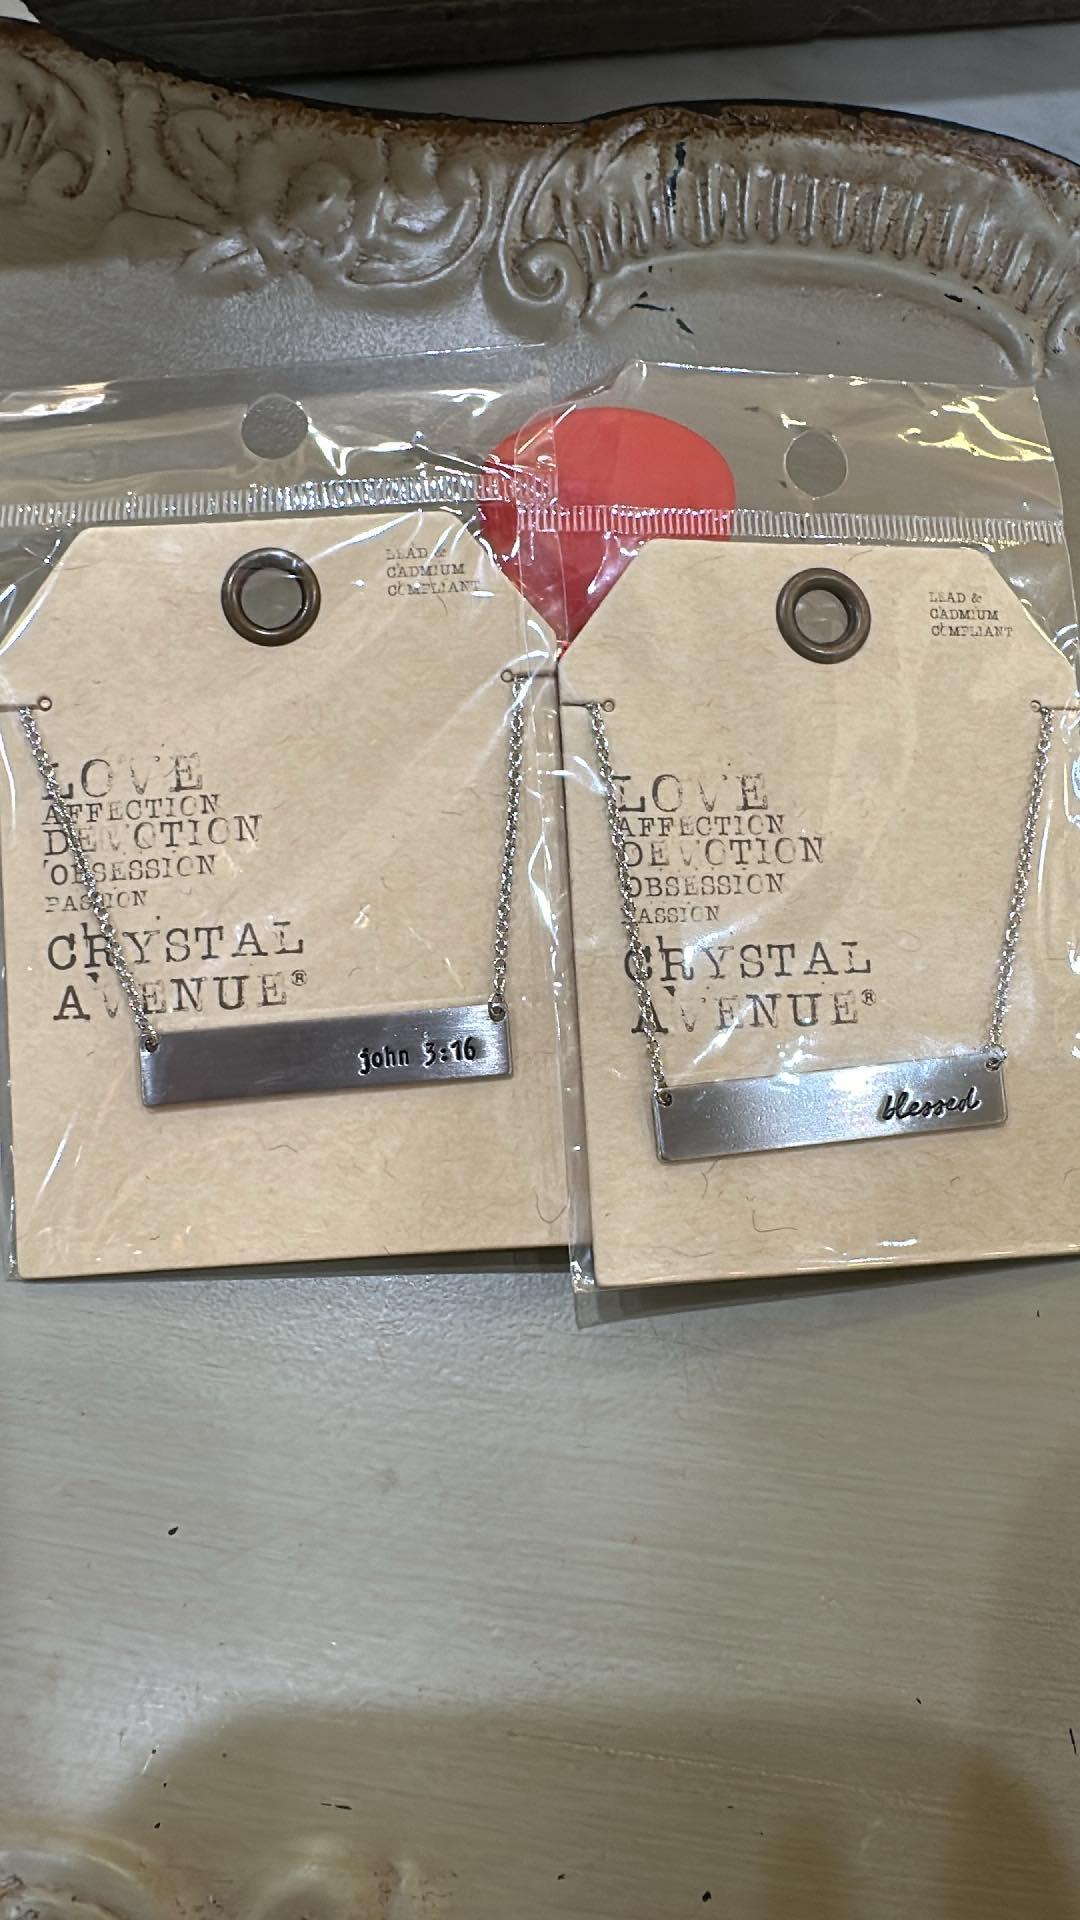 LEAD &
CADMIUM
COMPLIANT
LOVE
AFFECTION
DEVOTION
OBSESSION
PASSION
CRYSTAL
AVENUE®
john 3:16
LEAD &
CADMIUM
COMPLIANT
LOVE
AFFECTION
DEVOTION
OBSESSION
PASSION
CRYSTAL
AVENUE®
blessed